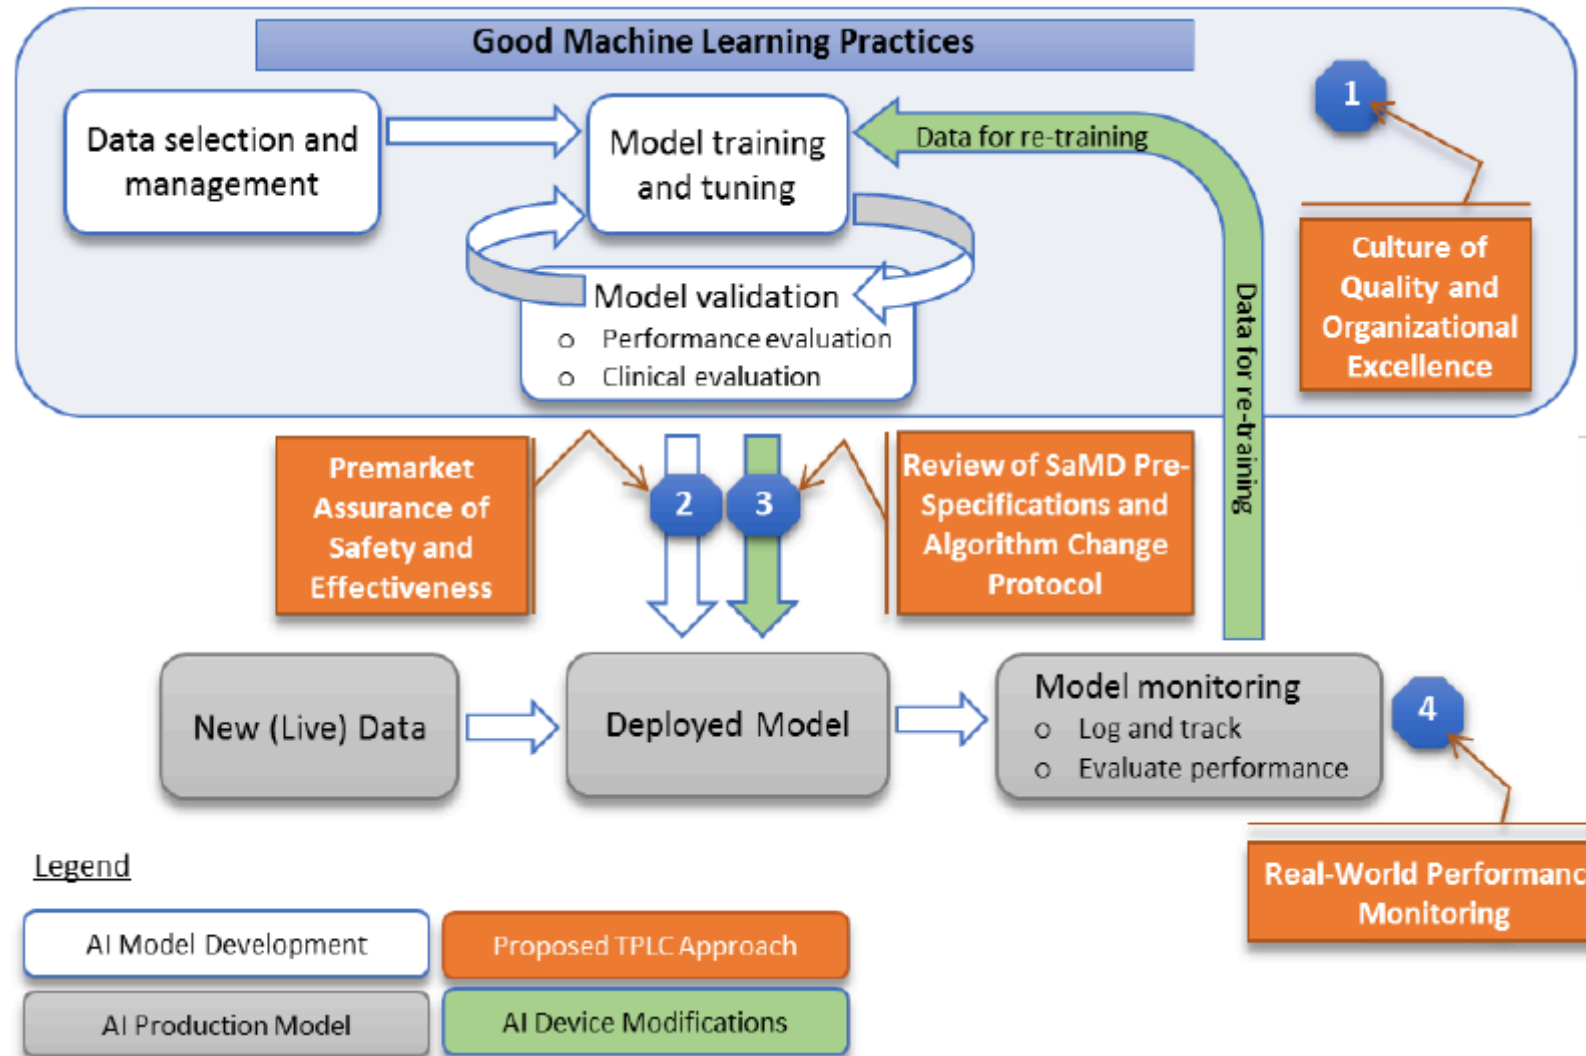 Good Machine Learning Practices
Data selection and
management
Model training
and tuning
Data for re-training
1
Culture of
Quality and
Organizational
Excellence
Model validation
o Performance evaluation
o Clinical evaluation
Data for re-training
Premarket
Assurance of
Safety and
Effectiveness
2
3
Review of SaMD Pre-
Specifications and
Algorithm Change
Protocol
New (Live) Data
Deployed Model
Model monitoring
o Log and track
o Evaluate performance
4
Real-World Performanc
Monitoring
Legend
AI Model Development
Proposed TPLC Approach
AI Production Model
AI Device Modifications